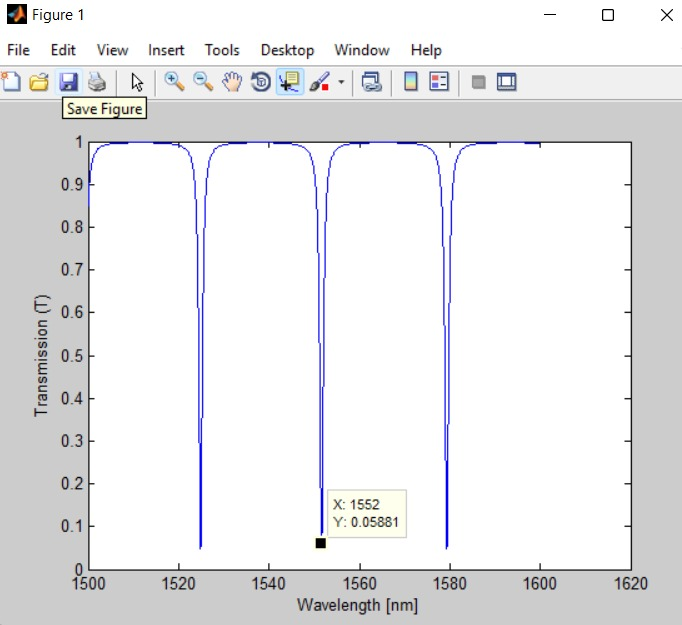 Figure 1
File Edit View Insert Tools Desktop Window Help
Save Figure
1
0.9
0.8
0.7
0.6
0.5
0.4
0.3
0.2
0.1
0
Transmission (T)
X: 1552
Y: 0.05881
1500 1520 1540 1560 1580 1600 1620
Wavelength [nm]